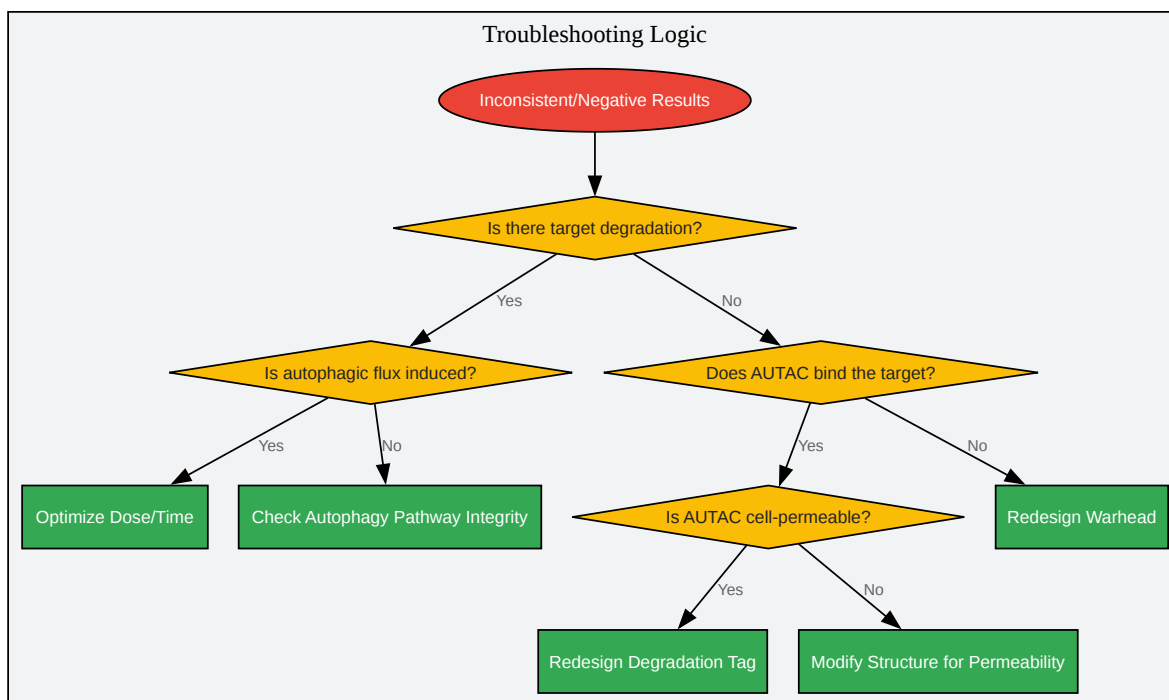 Troubleshooting Logic
Inconsistent/Negative Results
Is there target degradation?
Yes
No
Is autophagic flux induced?
Does AUTAC bind the target?
Yes
No
Yes
No
Optimize Dose/Time
Check Autophagy Pathway Integrity
Is AUTAC cell-permeable?
Redesign Warhead
Yes
No
Redesign Degradation Tag
Modify Structure for Permeability